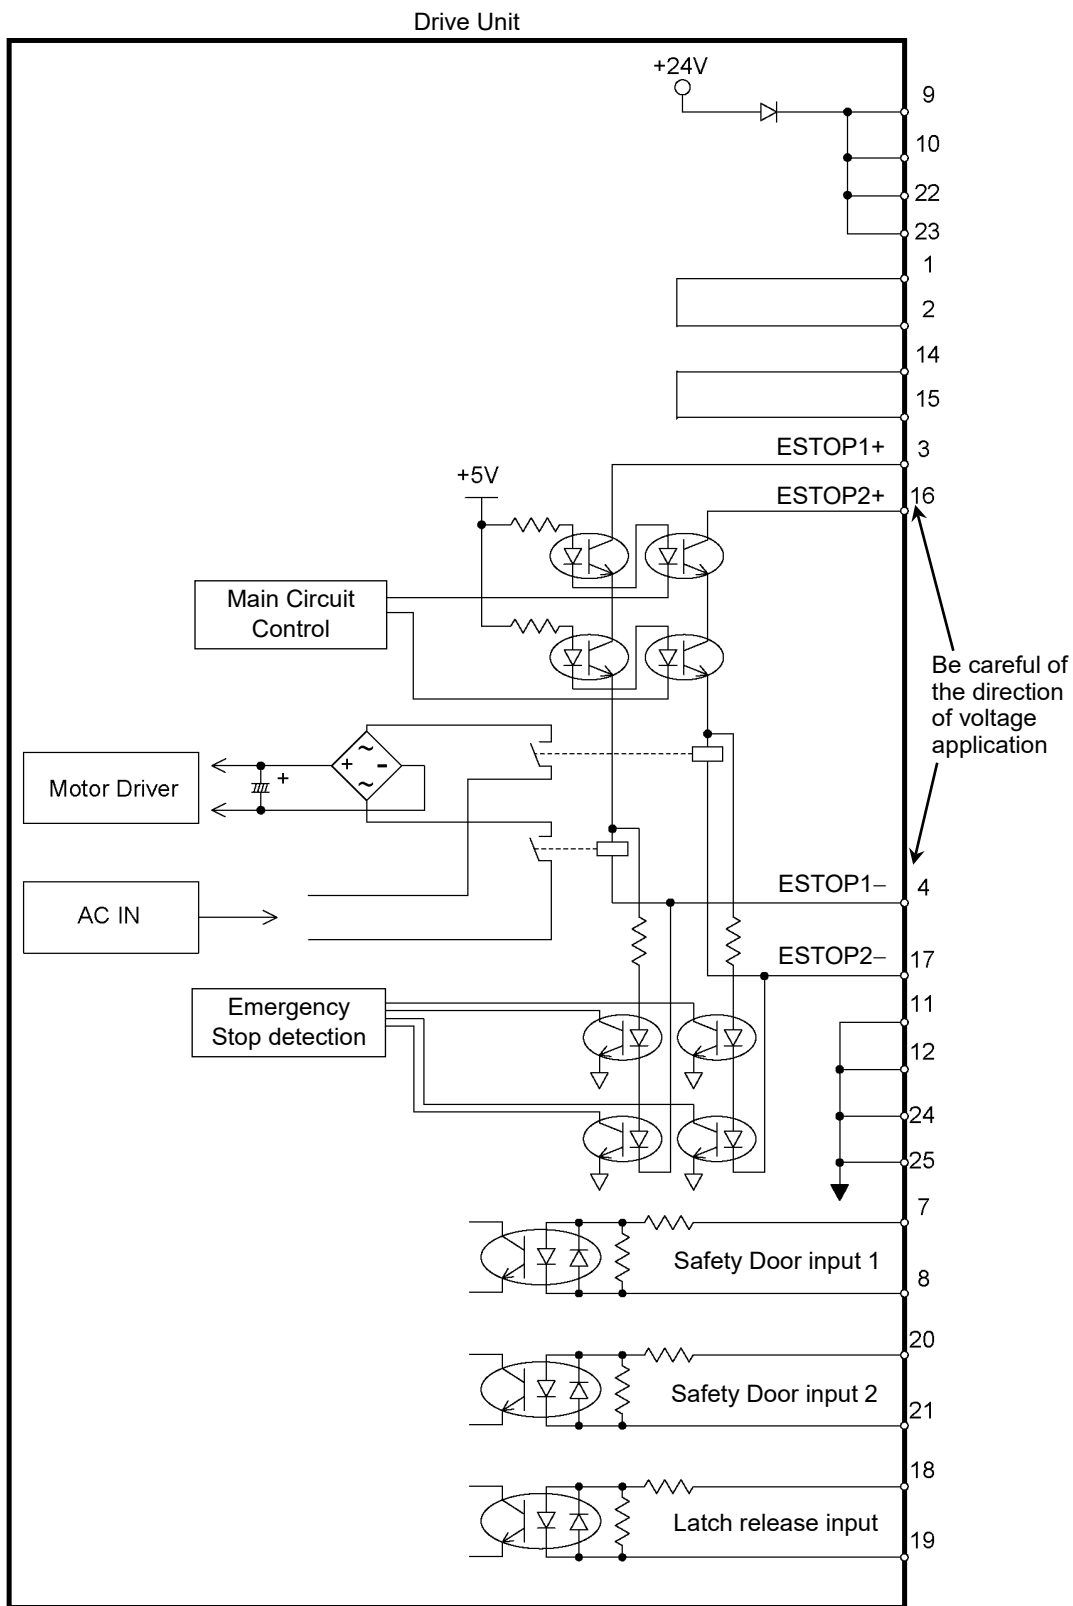 Drive Unit
+24V
9
10
22
23
1
2
14
15
ESTOP1+
3
+5V
ESTOP2+
16
Main Circuit
Control
Be careful of
the direction
of voltage
application
Motor Driver
+
~
+
-
~
ESTOP1−
4
AC IN
ESTOP2−
17
Emergency
Stop detection
11
12
24
25
7
Safety Door input 1
8
20
Safety Door input 2
21
18
Latch release input
19